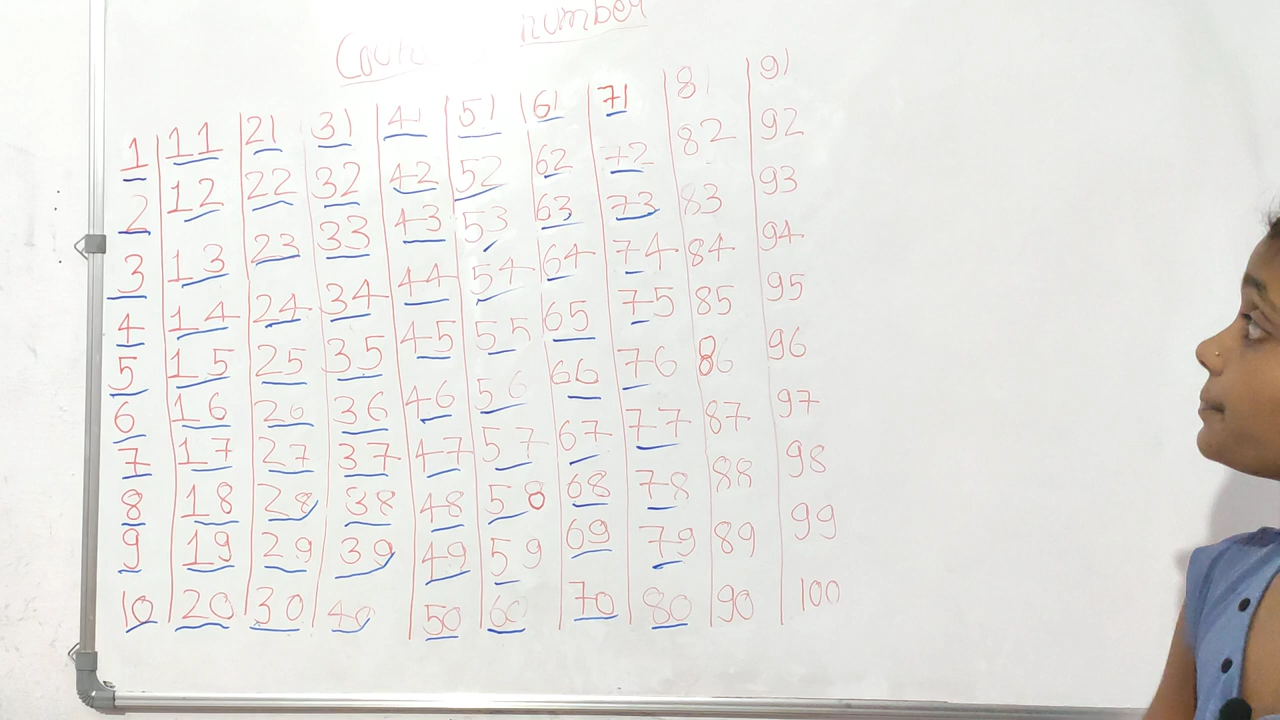 number
1 11 21 31 41 51 61 71 81 91
2 12 22 32 42 52 62 72 82 92
3 13 23 33 43 53 63 73 83 93
4 14 24 34 44 54 64 74 84 94
5 15 25 35 45 55 65 75 85 95
6 16 26 36 46 56 66 76 86 96
7 17 27 37 47 57 67 77 87 97
8 18 28 38 48 58 68 78 88 98
9 19 29 39 49 59 69 79 89 99
10 20 30 40 50 60 70 80 90 100